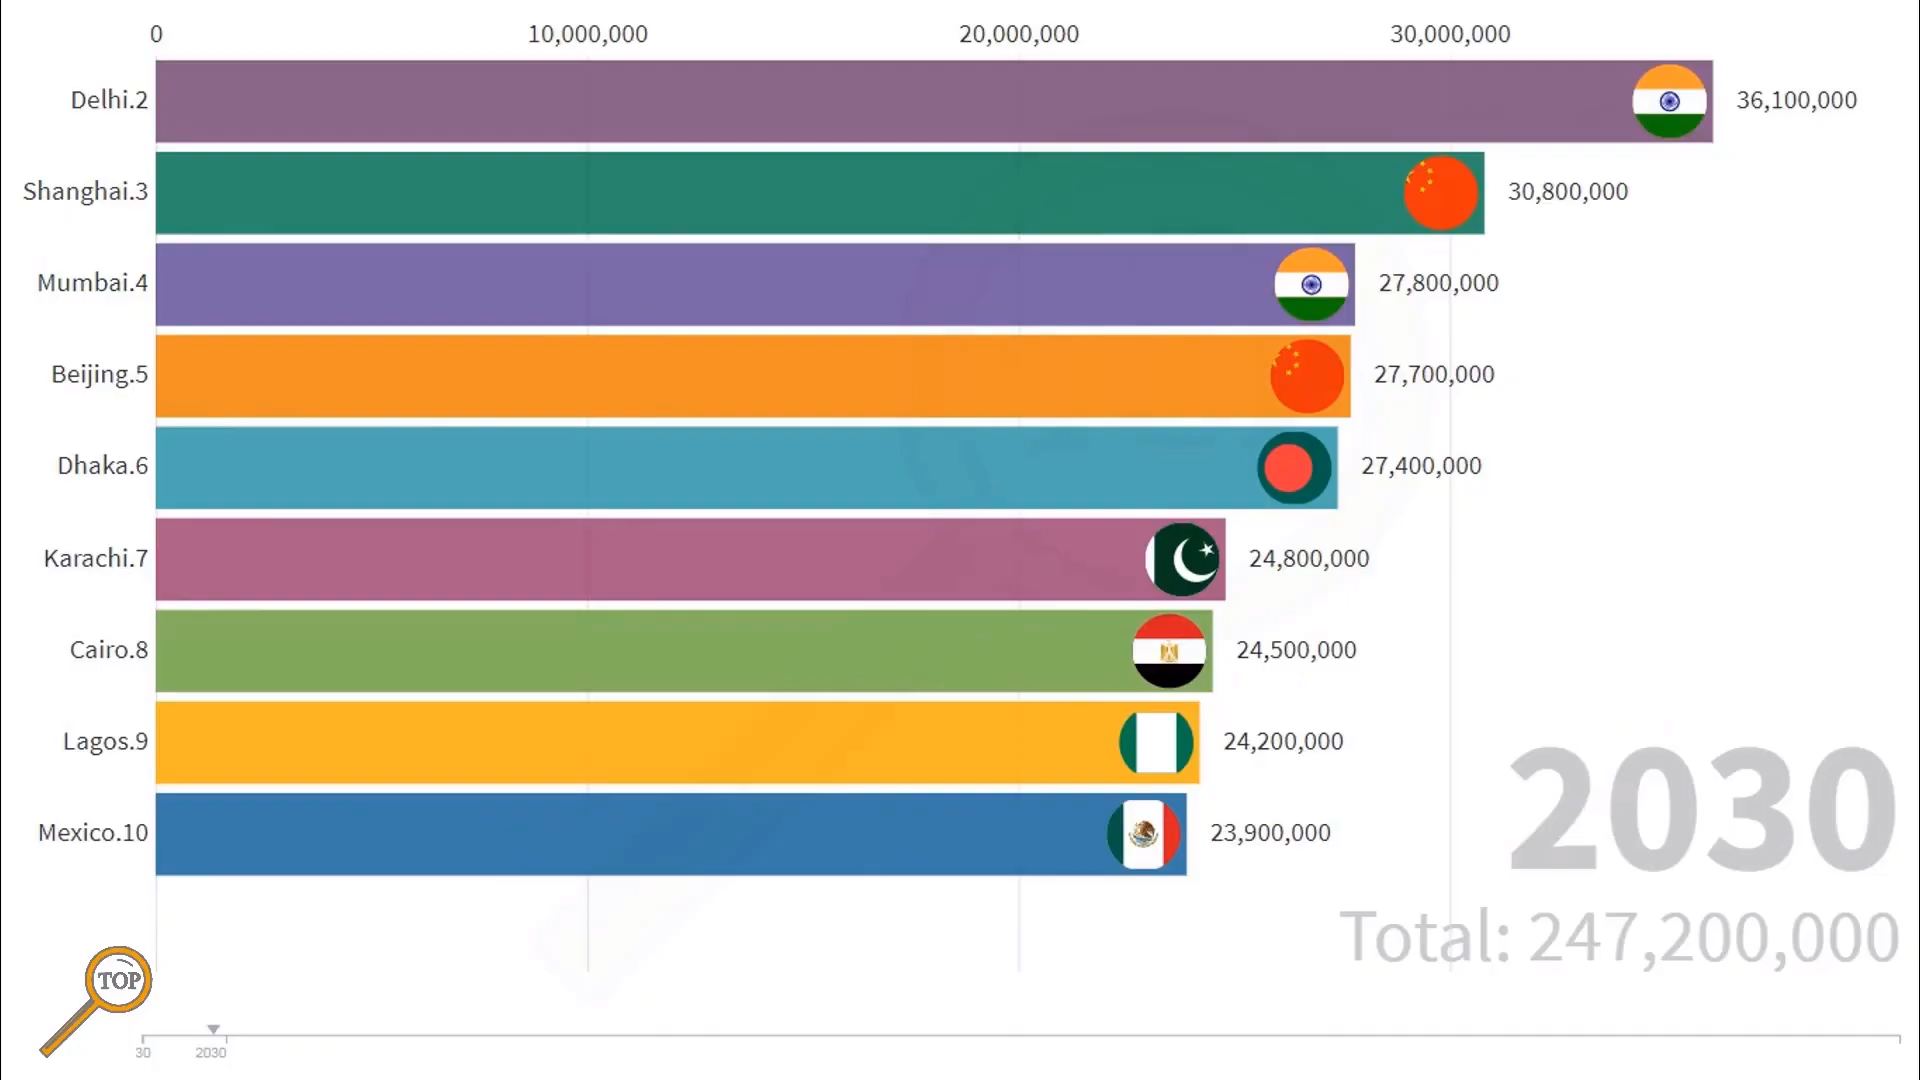 0 10,000,000 20,000,000 30,000,000
Delhi.2 36,100,000
Shanghai.3 30,800,000
Mumbai.4 27,800,000
Beijing.5 27,700,000
Dhaka.6 27,400,000
Karachi.7 24,800,000
Cairo.8 24,500,000
Lagos.9 24,200,000
Mexico.10 23,900,000
2030
Total: 247,200,000
TOP
30 2030